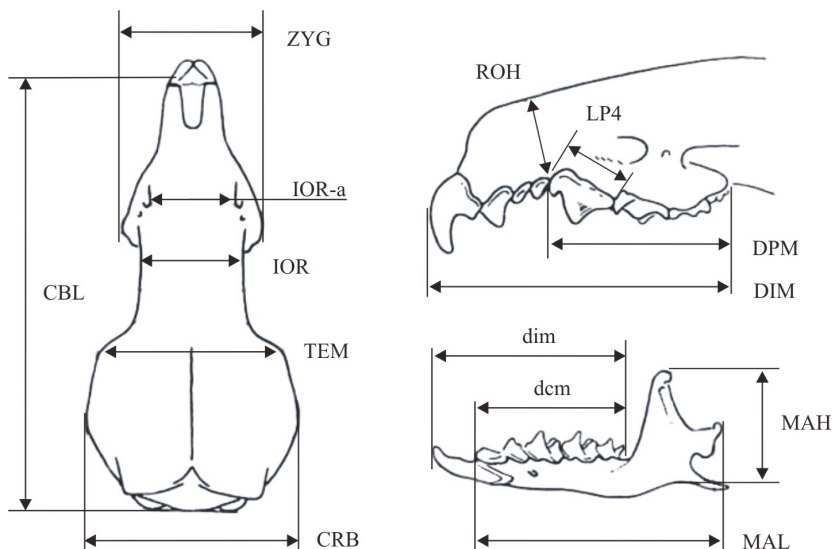 ZYG
IOR-a
IOR
CBL
TEM
CRB
ROH
LP4
DPM
DIM
dim
dcm
MAH
MAL